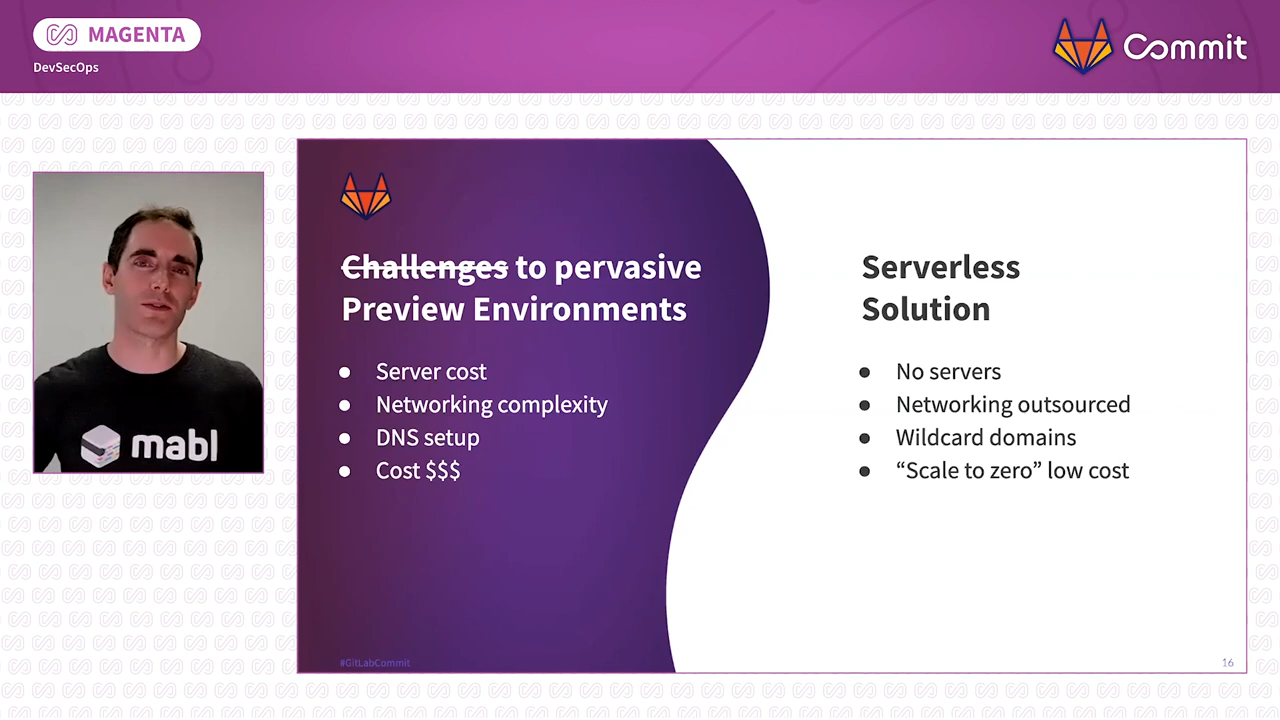 MAGENTA
DevSecOps
Commit
mabl
Challenges to pervasive
Preview Environments
● Server cost
● Networking complexity
● DNS setup
● Cost $$$
Serverless
Solution
● No servers
● Networking outsourced
● Wildcard domains
● “Scale to zero” low cost
#GitLabCommit
16